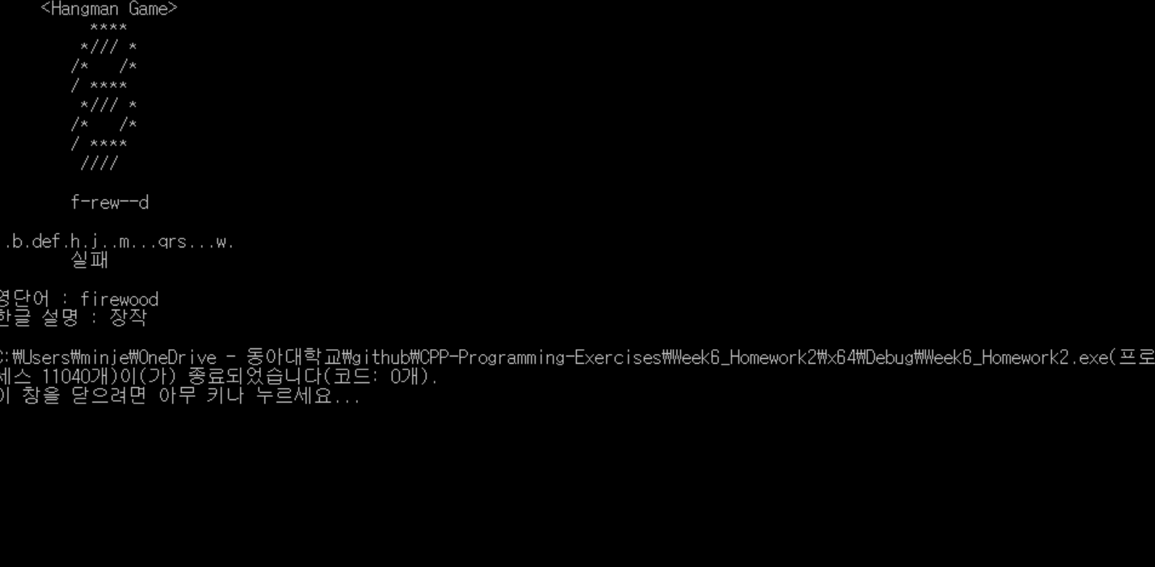 <Hangman Game>
****
*/// *
/*   /*
/ ****
*/// *
/*   /*
/ ****
////
f-rew--d
.b.def.h.j..m...qrs...w.
실패
영단어 : firewood
한글 설명 : 장작
C:₩Users₩minje₩OneDrive - 동아대학교₩github₩CPP-Programming-Exercises₩Week6_Homework2₩x64₩Debug₩Week6_Homework2.exe(프로
세스 11040개)이(가) 종료되었습니다(코드: 0개).
이 창을 닫으려면 아무 키나 누르세요...